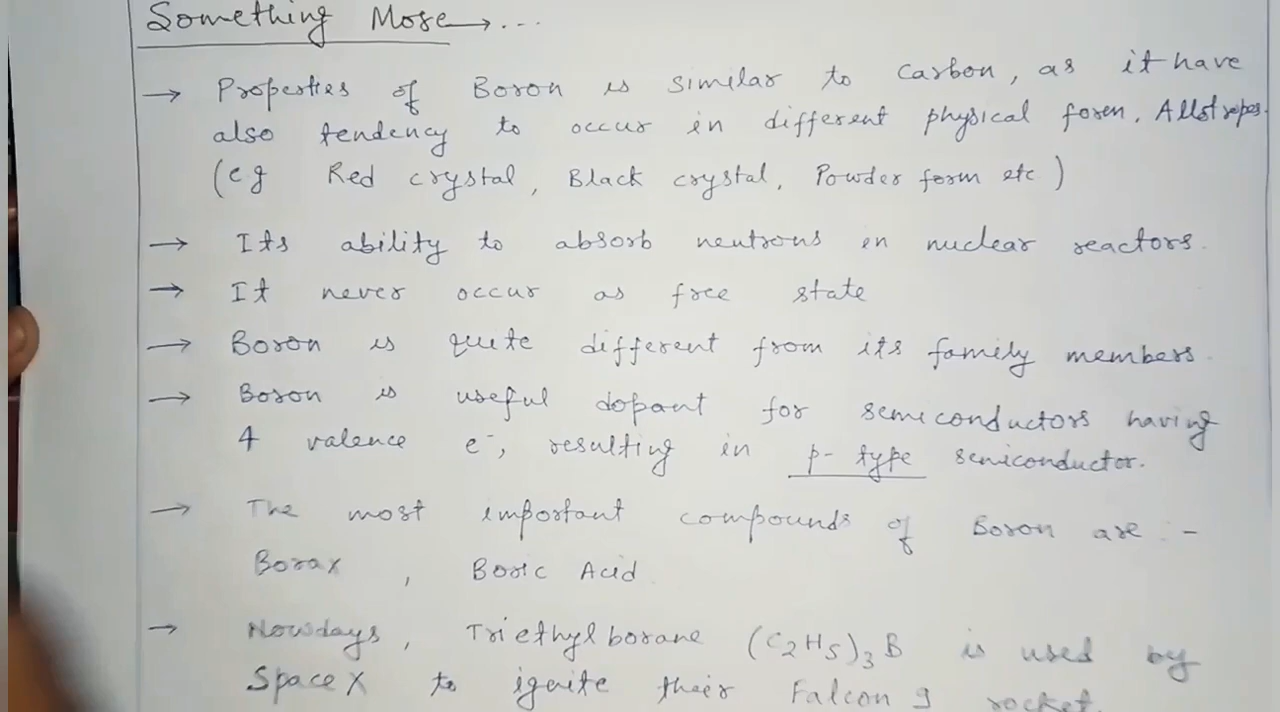 Something More → ...
→ Properties of Boron is similar to Carbon, as it have
also tendency to occur in different physical forem. Allotropes.
(eg Red crystal, Black crystal, Powder form etc)
→ Its ability to absorb neutrons in nuclear reactors.
→ It never occur as free state
→ Boron is quite different from its family members.
→ Boron is useful dopant for semiconductors having
4 valence e⁻, resulting in p-type semiconductor.
→ The most important compounds of Boron are :-
Borax, Boric Acid
→ Nowdays, Triethylborane (C2H5)3B is used by
SpaceX to ignite their Falcon 9 rocket.